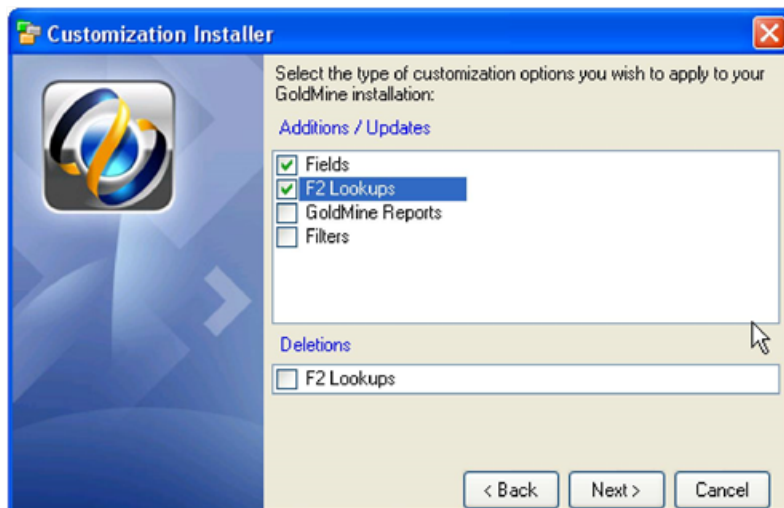 Customization Installer
Select the type of customization options you wish to apply to your
GoldMine installation:
Additions / Updates
Fields
F2 Lookups
GoldMine Reports
Filters
Deletions
F2 Lookups
< Back
Next >
Cancel